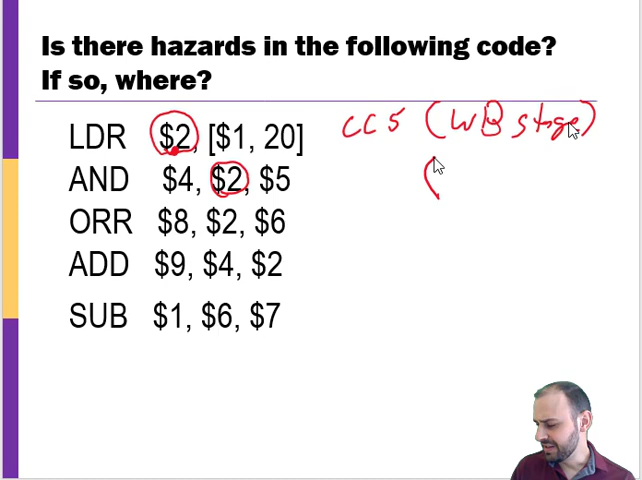 Is there hazards in the following code?
If so, where?
LDR $2, [$1, 20] CC5 (WB stage)
AND $4, $2, $5 (
ORR $8, $2, $6
ADD $9, $4, $2
SUB $1, $6, $7